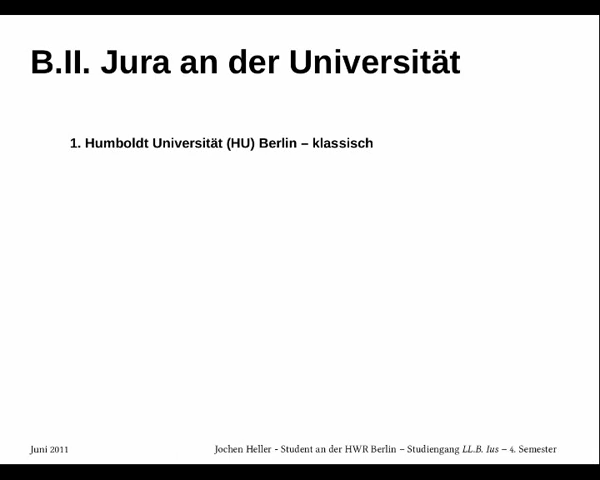 B.II. Jura an der Universität
1. Humboldt Universität (HU) Berlin – klassisch
Juni 2011
Jochen Heller - Student an der HWR Berlin – Studiengang LL.B. Ius – 4. Semester